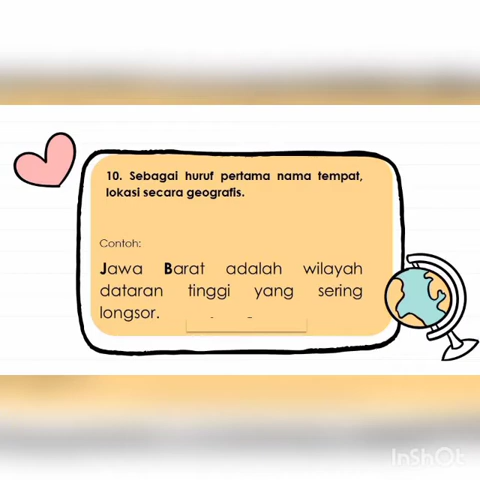 10. Sebagai huruf pertama nama tempat,
lokasi secara geografis.
Contoh:
Jawa Barat adalah wilayah
dataran tinggi yang sering
longsor.
InShOt